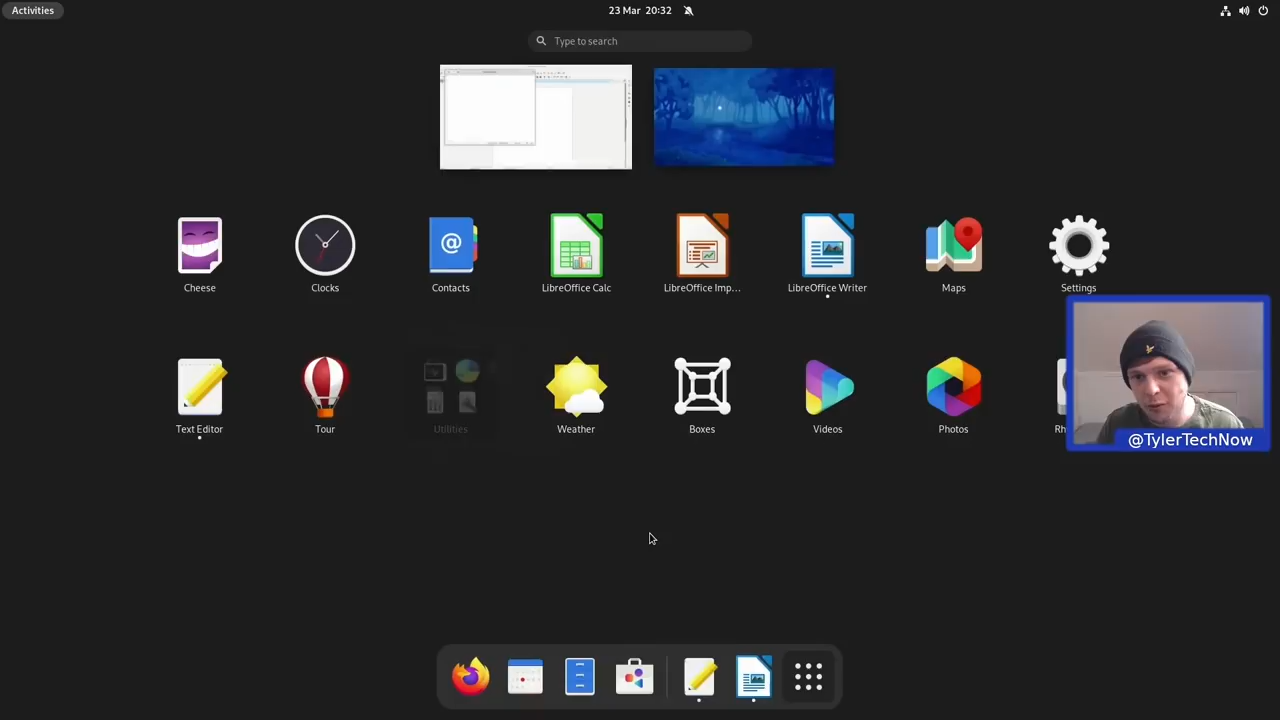 Activities
23 Mar 20:32
Type to search
Cheese
Clocks
Contacts
LibreOffice Calc
LibreOffice Imp...
LibreOffice Writer
Maps
Settings
Text Editor
Tour
Utilities
Weather
Boxes
Videos
Photos
Rh
@TylerTechNow